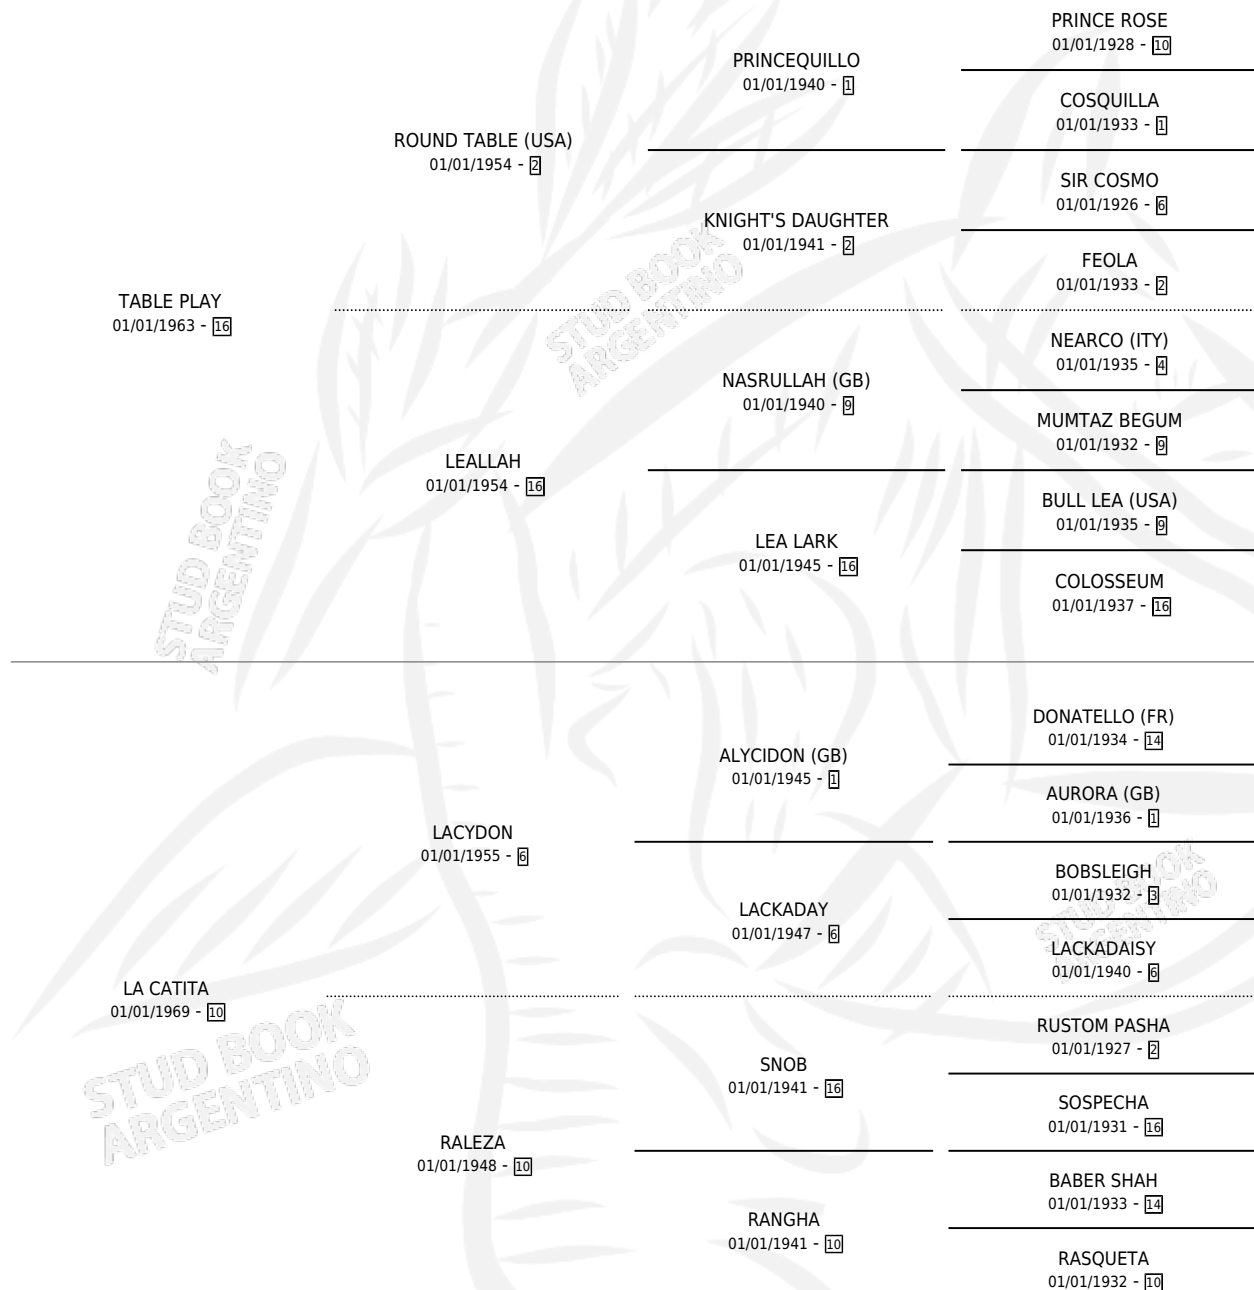 PRINCE ROSE
01/01/1928 - 10
PRINCEQUILLO
01/01/1940 - 1
COSQUILLA
01/01/1933 - 1
ROUND TABLE (USA)
01/01/1954 - 2
SIR COSMO
01/01/1926 - 6
KNIGHT'S DAUGHTER
01/01/1941 - 2
FEOLA
01/01/1933 - 2
TABLE PLAY
01/01/1963 - 16
NEARCO (ITY)
01/01/1935 - 4
NASRULLAH (GB)
01/01/1940 - 9
MUMTAZ BEGUM
01/01/1932 - 9
LEALLAH
01/01/1954 - 16
BULL LEA (USA)
01/01/1935 - 9
LEA LARK
01/01/1945 - 16
COLOSSEUM
01/01/1937 - 16
STUD BOOK
ARGENTINO
STUD BOOK
ARGENTINO
DONATELLO (FR)
01/01/1934 - 14
ALYCIDON (GB)
01/01/1945 - 1
AURORA (GB)
01/01/1936 - 1
LACYDON
01/01/1955 - 6
BOBSLEIGH
01/01/1932 - 3
LACKADAY
01/01/1947 - 6
LACKADAISY
01/01/1940 - 6
LA CATITA
01/01/1969 - 10
RUSTOM PASHA
01/01/1927 - 2
SNOB
01/01/1941 - 16
SOSPECHA
01/01/1931 - 16
RALEZA
01/01/1948 - 10
BABER SHAH
01/01/1933 - 14
RANGHA
01/01/1941 - 10
RASQUETA
01/01/1932 - 10
STUD BOOK
ARGENTINO
STUD BOOK
ARGENTINO